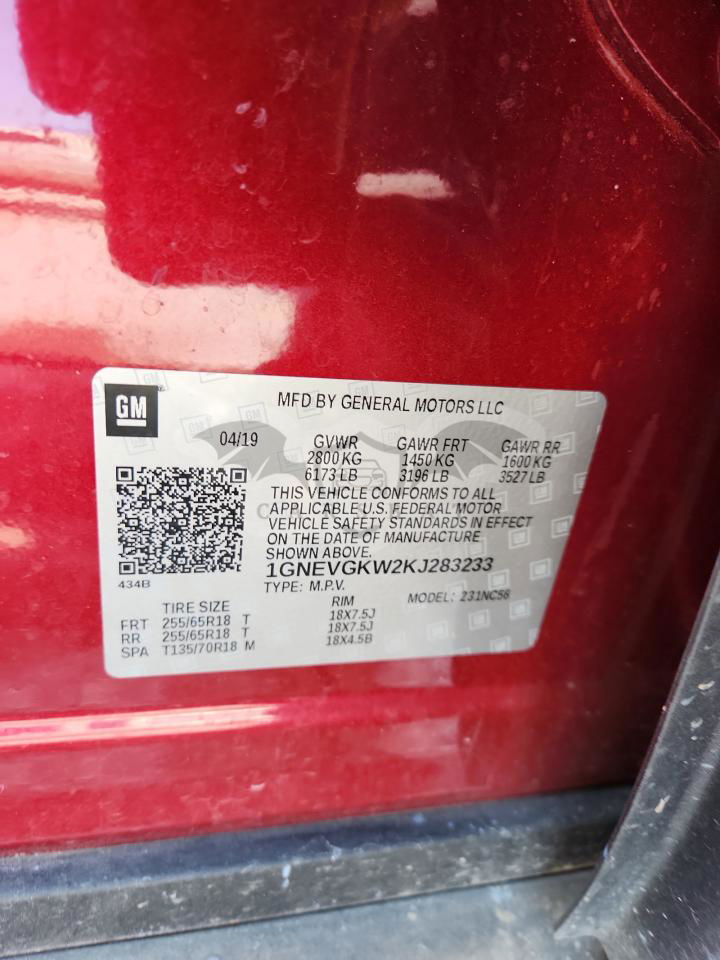 GM
MFD BY GENERAL MOTORS LLC
04/19
GVWR GAWR FRT GAWR RR
2800 KG 1450 KG 1600 KG
6173 LB 3196 LB 3527 LB
THIS VEHICLE CONFORMS TO ALL
APPLICABLE U.S. FEDERAL MOTOR
VEHICLE SAFETY STANDARDS IN EFFECT
ON THE DATE OF MANUFACTURE
SHOWN ABOVE.
1GNEVGKW2KJ283233
TYPE: M.P.V.
434B
MODEL: 231NC56
TIRE SIZE RIM
FRT 255/65R18 T 18X7.5J
RR 255/65R18 T 18X7.5J
SPA T135/70R18 M 18X4.5B